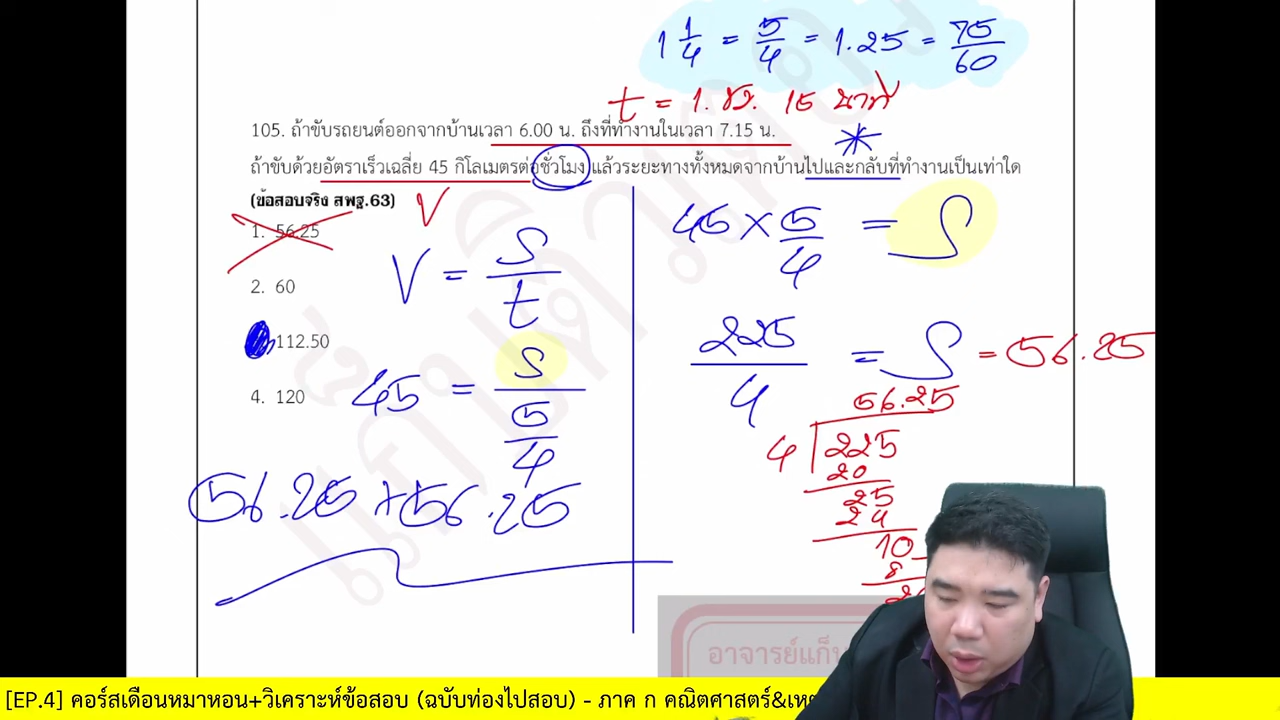 1 1/4 = 5/4 = 1.25 = 75/60
t = 1. ชม. 15 นาที
105. ถ้าขับรถยนต์ออกจากบ้านเวลา 6.00 น. ถึงที่ทำงานในเวลา 7.15 น.
ถ้าขับด้วยอัตราเร็วเฉลี่ย 45 กิโลเมตรต่อชั่วโมง แล้วระยะทางทั้งหมดจากบ้านไปและกลับที่ทำงานเป็นเท่าใด
(ข้อสอบจริง สพฐ.63)
V
1. 56.25
2. 60
112.50
4. 120
V = S/t
45 = S/(5/4)
56.25 + 56.25
45 × 5/4 = S
225/4 = S = 56.25
56.25
4 225
20
25
24
10
8
อาจารย์แก๊
[EP.4] คอร์สเดือนหมาหอน+วิเคราะห์ข้อสอบ (ฉบับท่องไปสอบ) - ภาค ก คณิตศาสตร์&เห